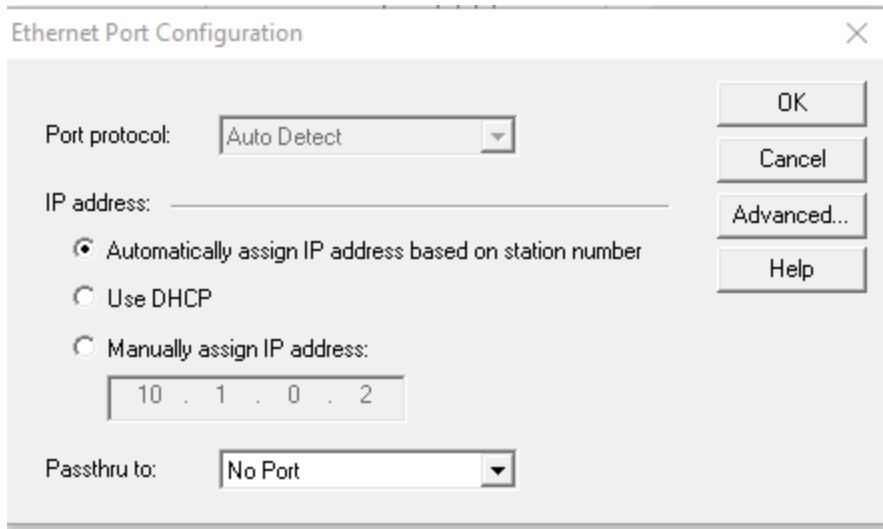 Ethernet Port Configuration
OK
Port protocol: Auto Detect
Cancel
IP address:
Advanced...
Automatically assign IP address based on station number
Help
Use DHCP
Manually assign IP address:
10 . 1 . 0 . 2
Passthru to: No Port